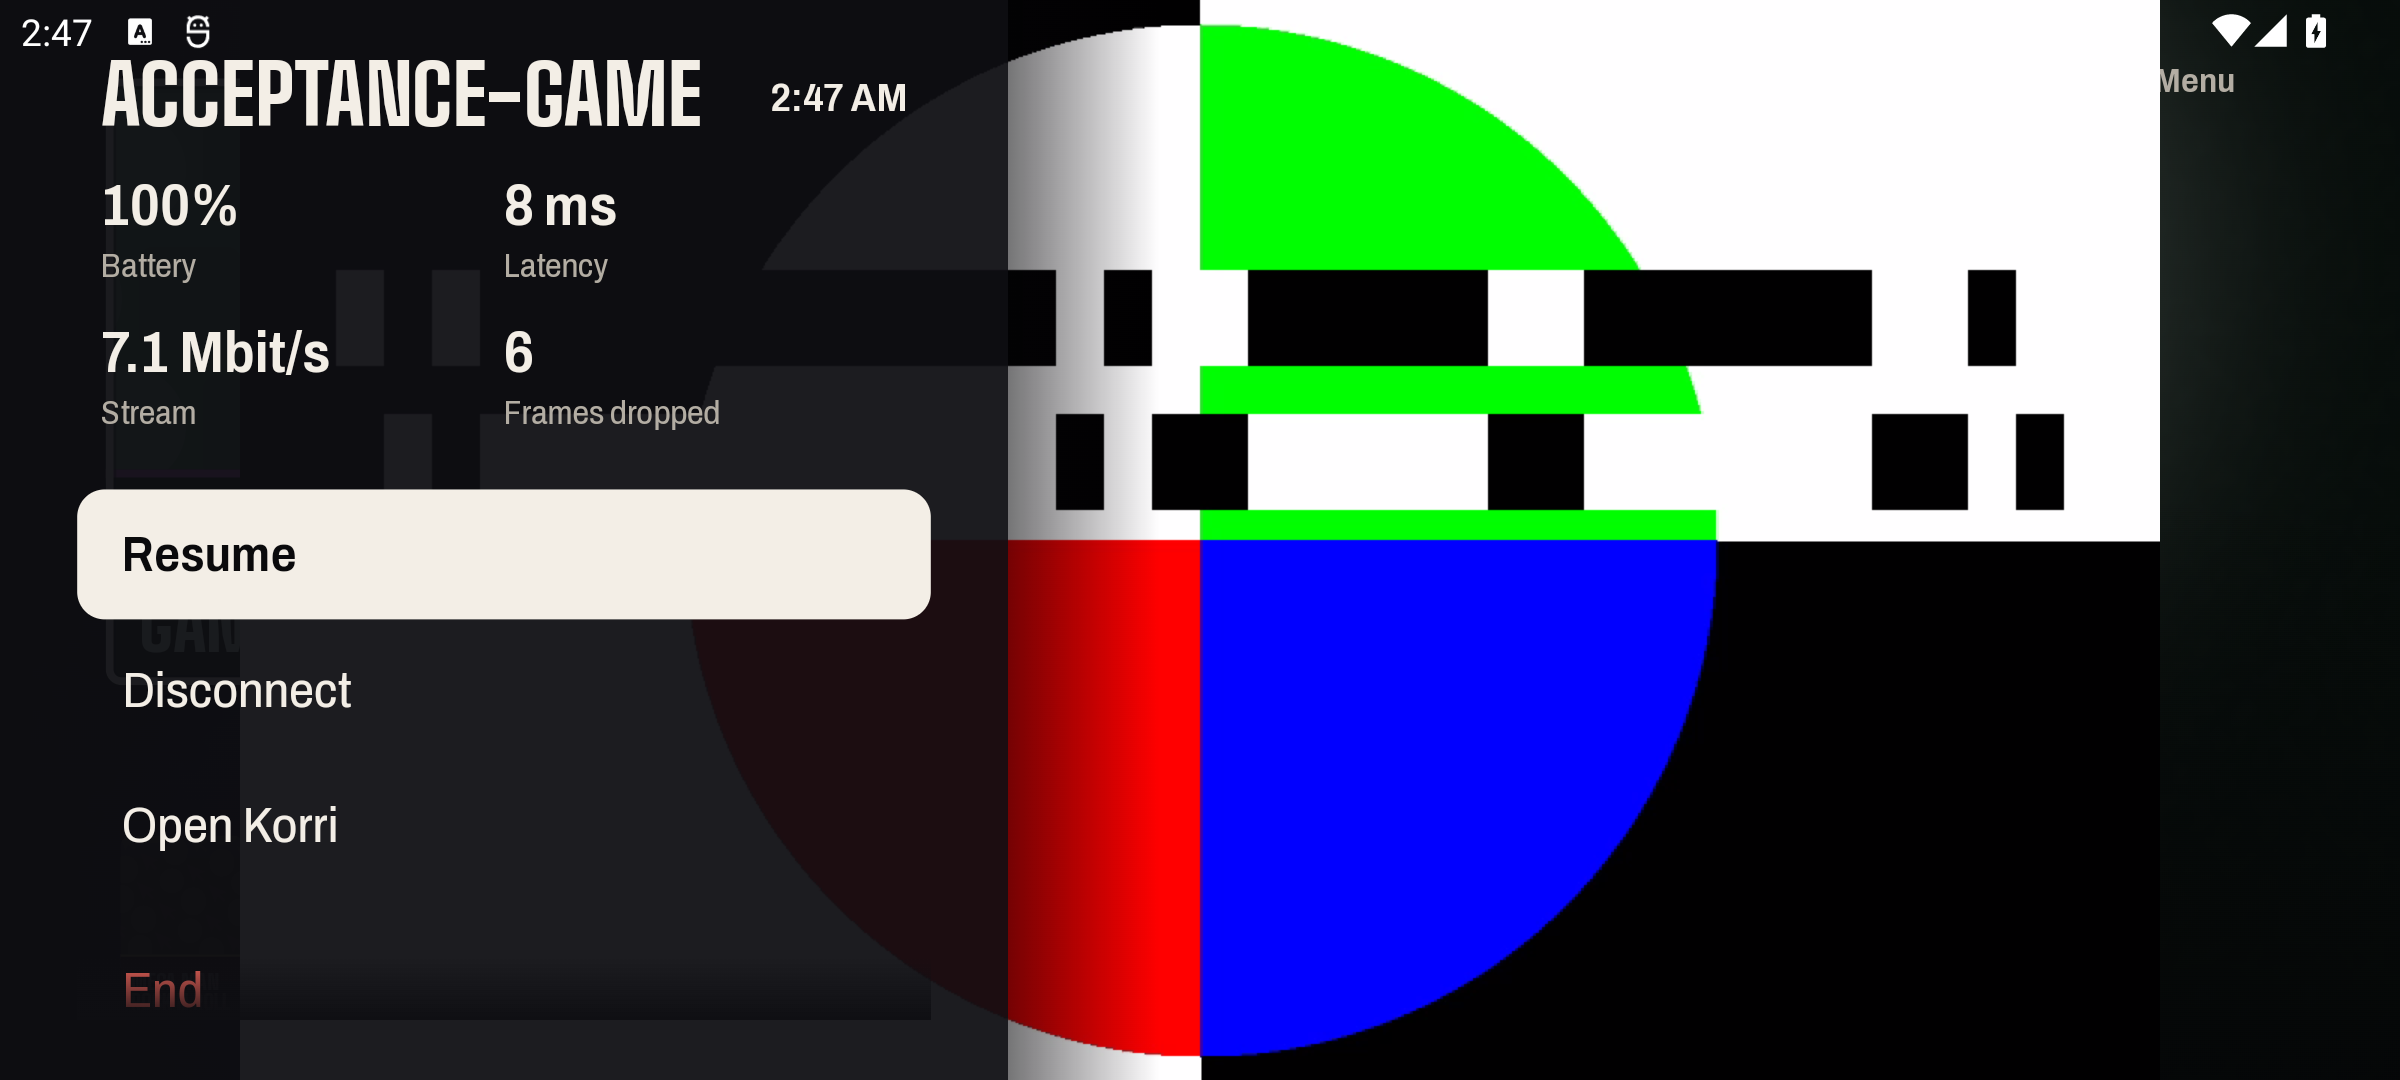 2:47
ACCEPTANCE-GAME
2:47 AM
Menu
100%
8 ms
Battery
Latency
7.1 Mbit/s
6
Stream
Frames dropped
Resume
GAN
Disconnect
Open Korri
End